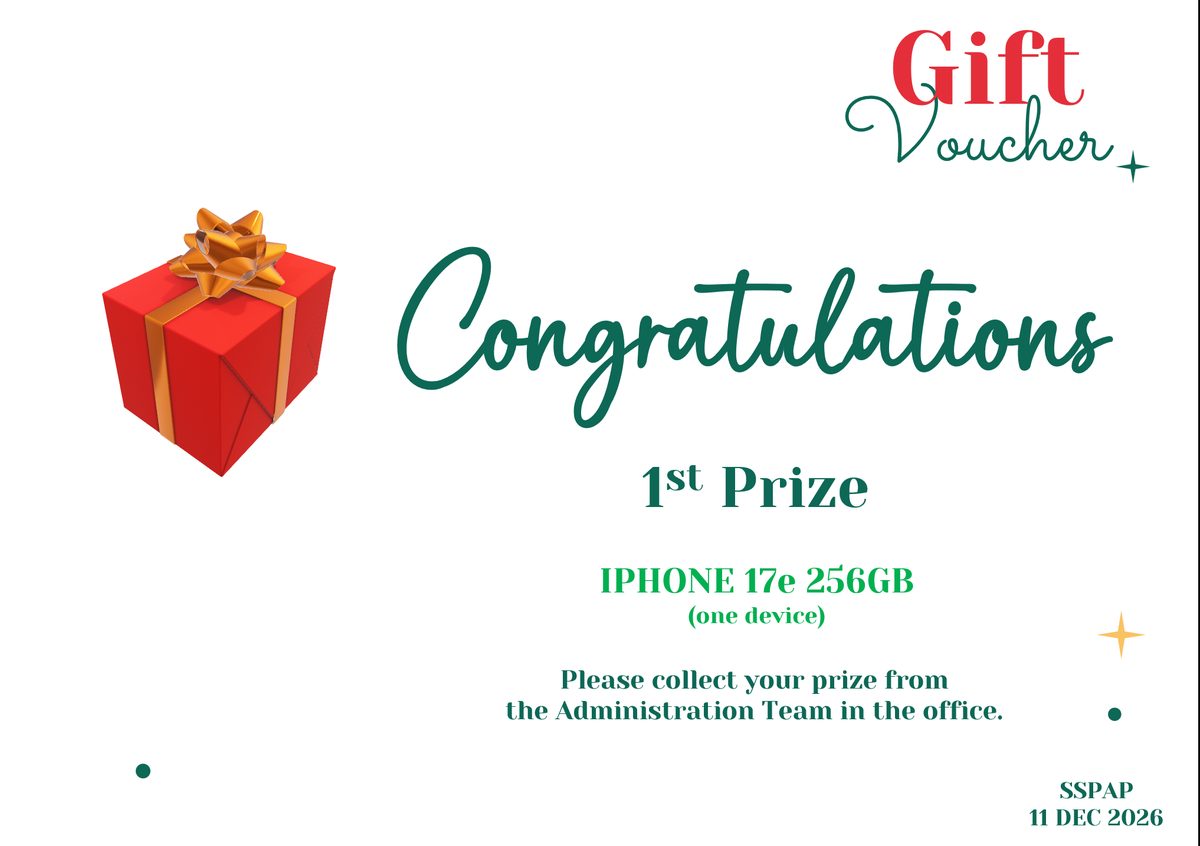 Gift
Voucher
Congratulations
1st Prize
IPHONE 17e 256GB
(one device)
Please collect your prize from
the Administration Team in the office.
SSPAP
11 DEC 2026